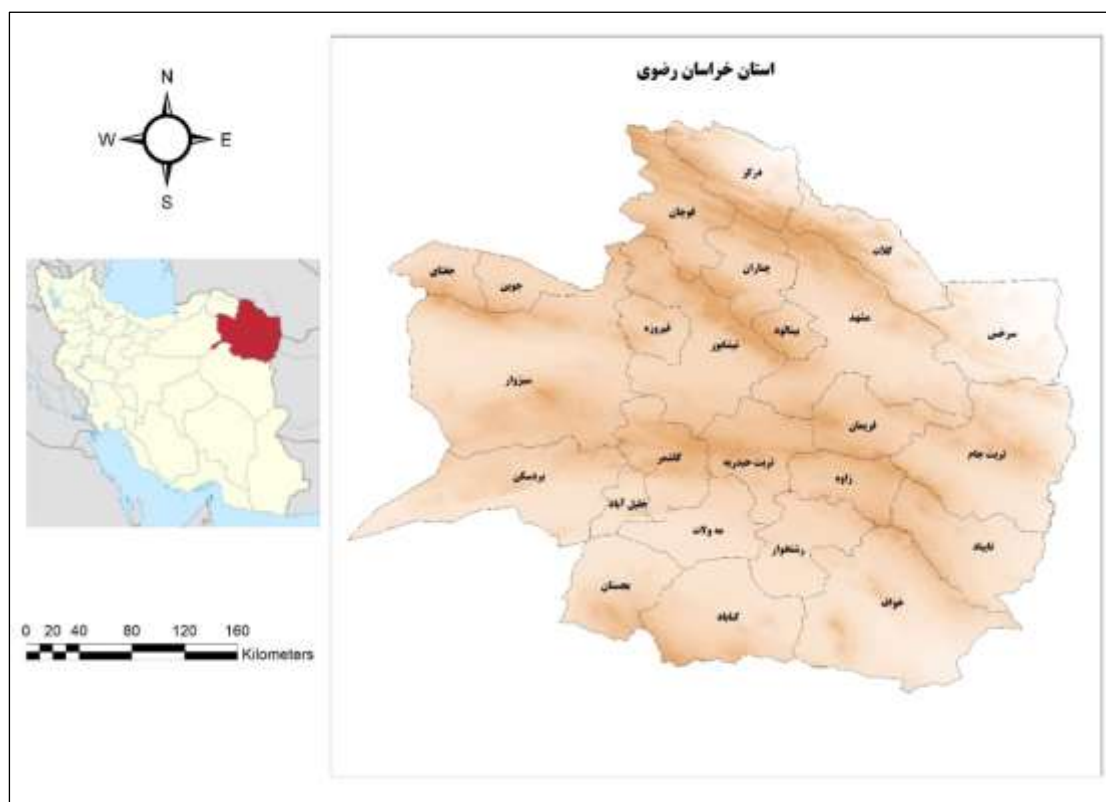 استان خراسان رضوی
N
W
E
S
درگز
قوچان
کلات
چناران
جغتای
جوین
سرخس
مشهد
فیروزه
بینالود
نیشابور
سبزوار
فریمان
تربت جام
کاشمر
تربت حیدریه
زاوه
بردسکن
خلیل آباد
مه ولات
رشتخوار
تایباد
بجستان
گناباد
خواف
0 20 40 80 120 160
Kilometers